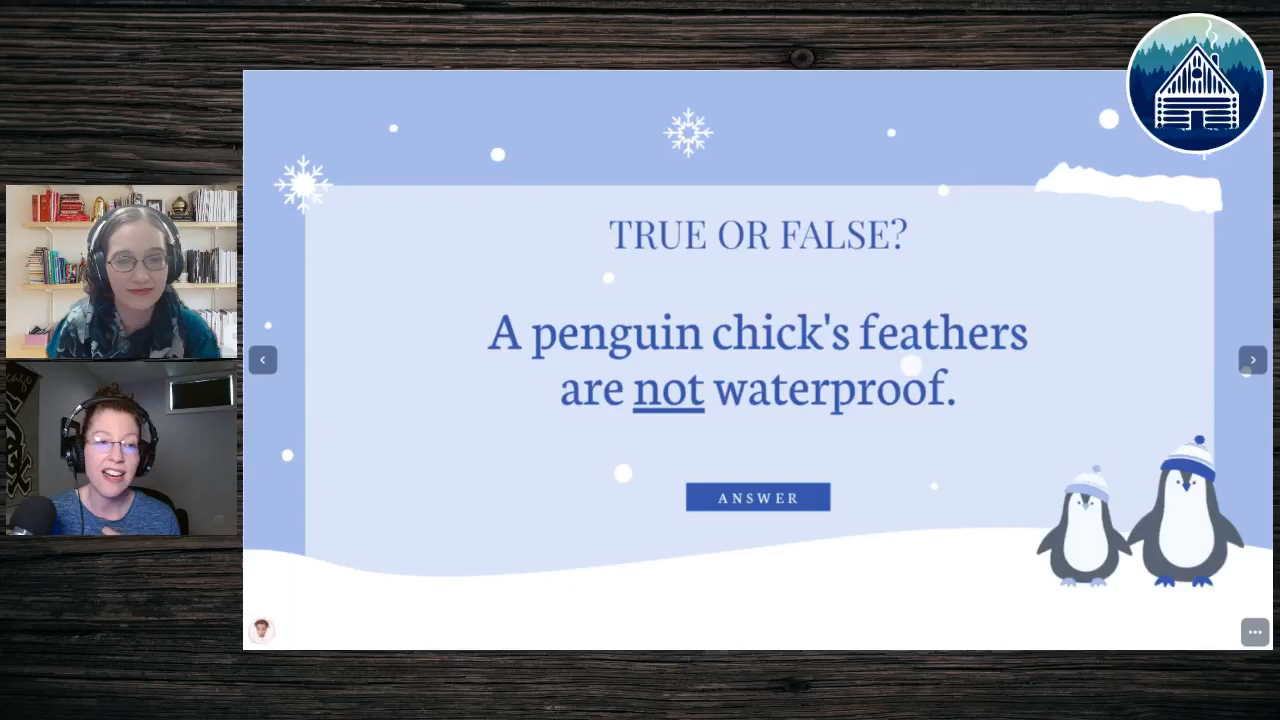 TRUE OR FALSE?
A penguin chick's feathers
are not waterproof.
ANSWER